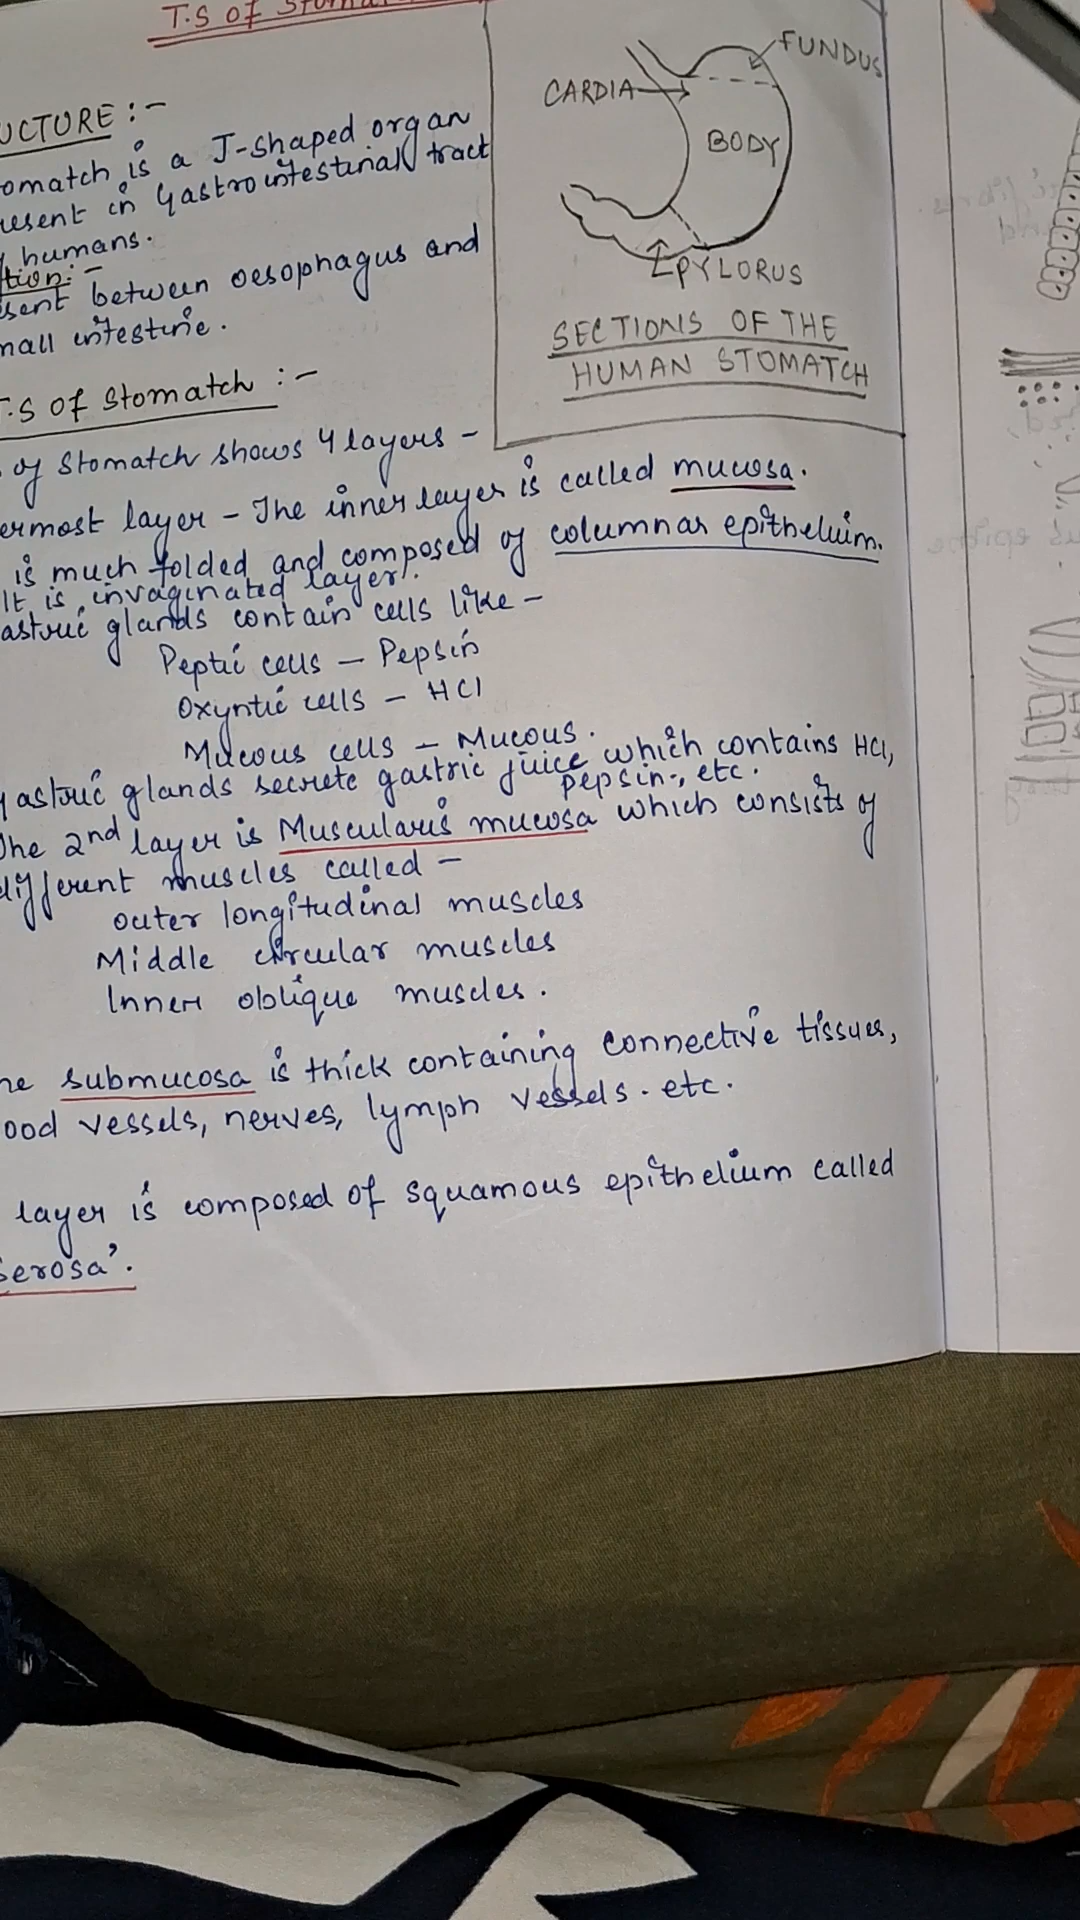 T.S of Stomat
UCTURE :-
omatch is a J-shaped organ
esent in Gastrointestinal tract
humans.
tion:-
sent between oesophagus and
mall intestine.
FUNDUS
CARDIA
BODY
PYLORUS
SECTIONS OF THE
HUMAN STOMATCH
T.S of Stomatch :-
of Stomatch shows 4 layers -
ermost layer - The inner layer is called mucosa.
is much folded and composed of columnar epithelium.
It is invaginated layer.
astric glands contain cells like -
Peptic cells - Pepsin
Oxyntic cells - HCl
Mucous cells - Mucous.
Gastric glands secrete gastric juice which contains HCl,
pepsin, etc.
The 2nd layer is Muscularis mucosa which consists of
different muscles called -
outer longitudinal muscles
Middle circular muscles
Inner oblique muscles.
he submucosa is thick containing connective tissues,
ood vessels, nerves, lymph vessels. etc.
layer is composed of squamous epithelium called
serosa'.